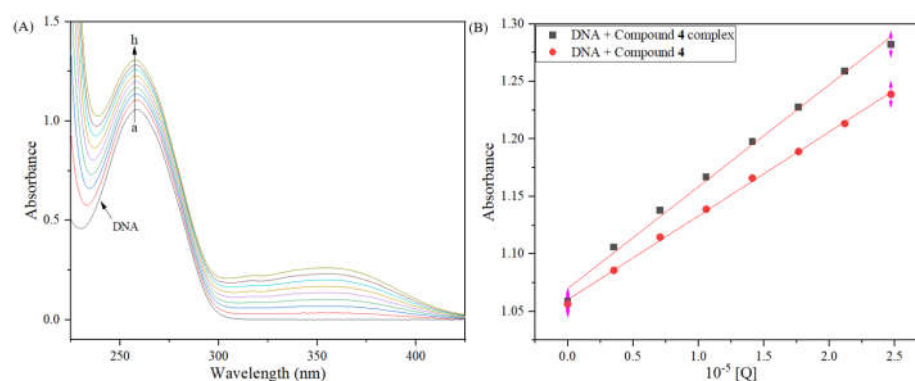 (A)
1.5
1.0
0.5
0.0
Absorbance
h
a
DNA
250
300
350
400
Wavelength (nm)
(B)
1.30
1.25
1.20
1.15
1.10
1.05
Absorbance
DNA + Compound 4 complex
DNA + Compound 4
0.0
0.5
1.0
1.5
2.0
2.5
10⁻⁵ [Q]